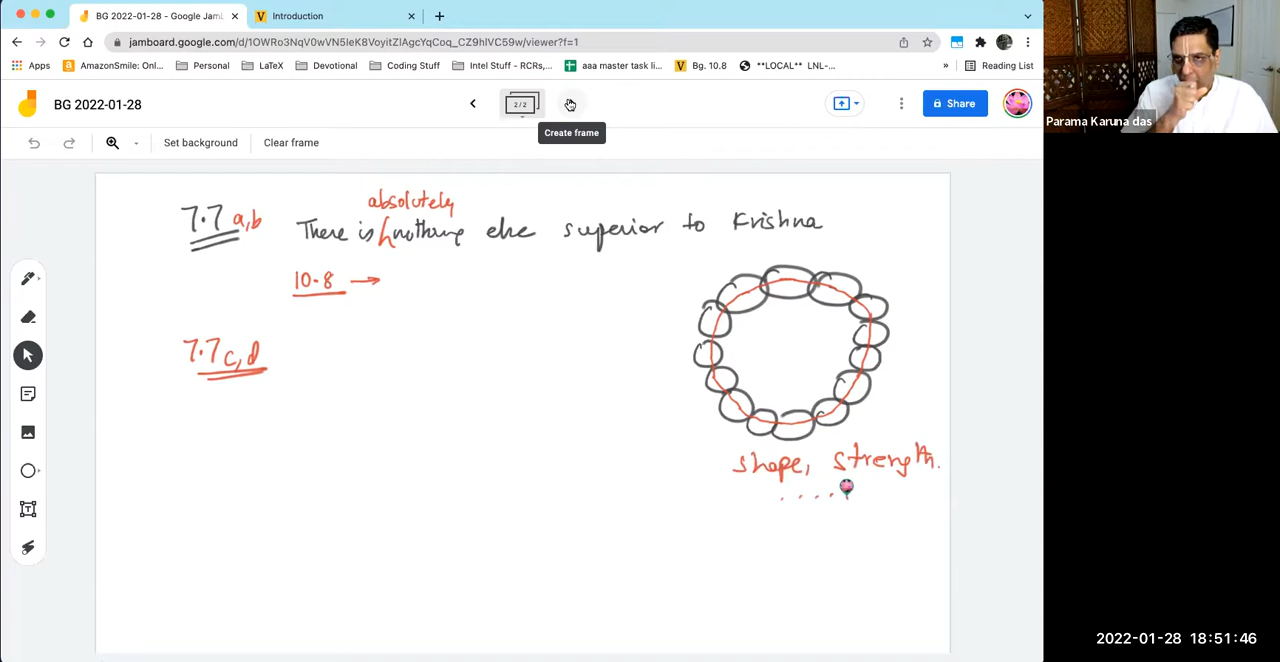 BG 2022-01-28 - Google Jam
Introduction
jamboard.google.com/d/1OWRo3NqV0wVN5IeK8VoyitZlAgcYqCoq_CZ9hIVC59w/viewer?f=1
Apps
AmazonSmile: Onl...
Personal
LaTeX
Devotional
Coding Stuff
Intel Stuff - RCRs,...
aaa master task li...
Bg. 10.8
**LOCAL** LNL-...
»
Reading List
BG 2022-01-28
2/2
Create frame
Share
Set background
Clear frame
Parama Karuna das
absolutely
7.7 a,b There is nothing else superior to Krishna
10.8 →
7.7 c,d
shape, strength.
.....
2022-01-28 18:51:46